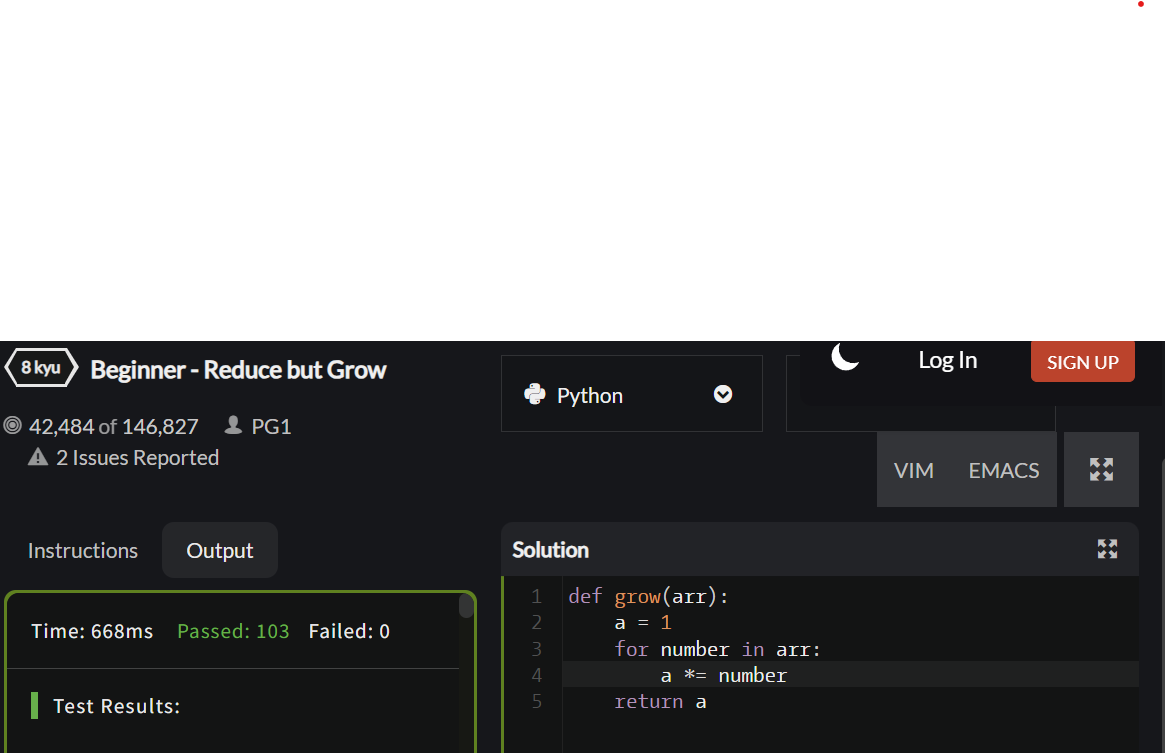 8 kyu
Beginner - Reduce but Grow
42,484 of 146,827 PG1
2 Issues Reported
Python
Log In
SIGN UP
VIM EMACS
Instructions Output
Time: 668ms Passed: 103 Failed: 0
Test Results:
Solution
1 def grow(arr):
2     a = 1
3     for number in arr:
4         a *= number
5     return a